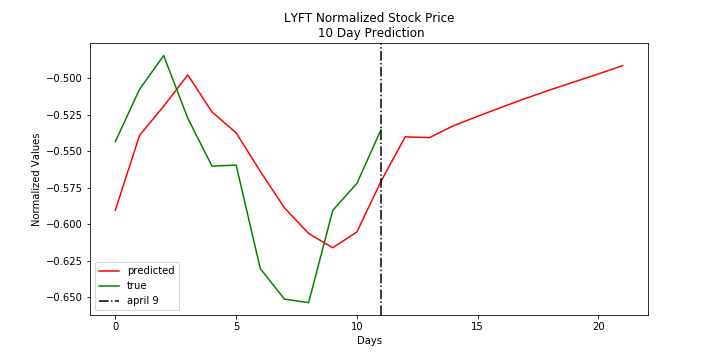 LYFT Normalized Stock Price
10 Day Prediction
Normalized Values
−0.500
−0.525
−0.550
−0.575
−0.600
−0.625
−0.650
predicted
true
april 9
0 5 10 15 20
Days